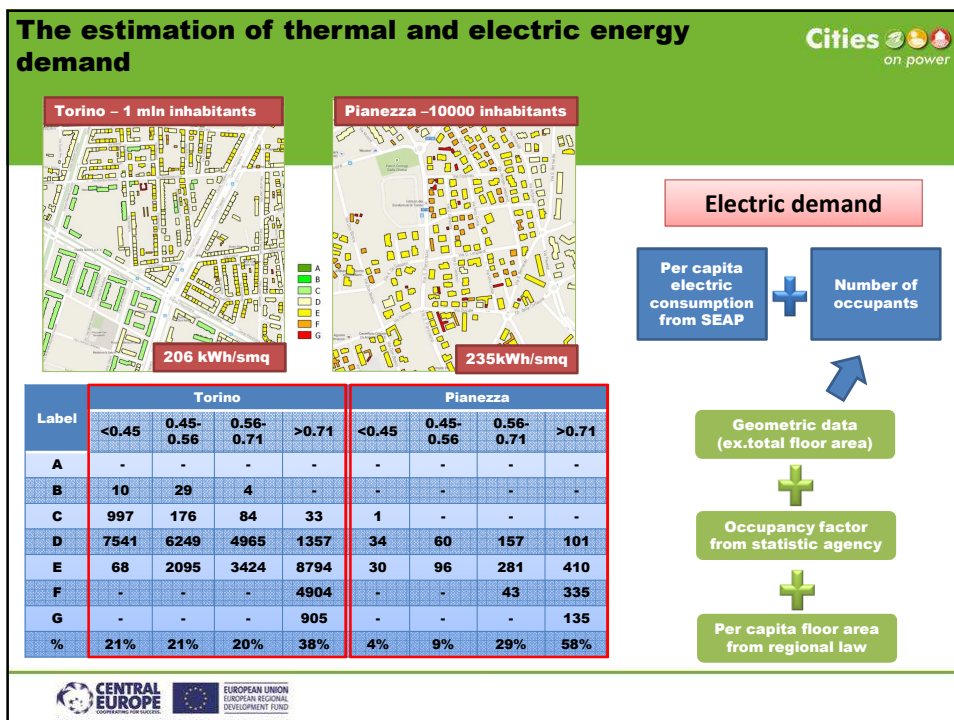 The estimation of thermal and electric energy
demand
Cities
on power
Torino – 1 mln inhabitants
Pianezza –10000 inhabitants
A
B
C
D
E
F
G
206 kWh/smq
235kWh/smq
Electric demand
Per capita
electric
consumption
from SEAP
Number of
occupants
Geometric data
(ex.total floor area)
Occupancy factor
from statistic agency
Per capita floor area
from regional law
Label Torino Pianezza
<0.45 0.45-0.56 0.56-0.71 >0.71 <0.45 0.45-0.56 0.56-0.71 >0.71
A - - - - - - - -
B 10 29 4 - - - - -
C 997 176 84 33 1 - - -
D 7541 6249 4965 1357 34 60 157 101
E 68 2095 3424 8794 30 96 281 410
F - - - 4904 - - 43 335
G - - - 905 - - - 135
% 21% 21% 20% 38% 4% 9% 29% 58%
CENTRAL
EUROPE
COOPERATING FOR SUCCESS.
EUROPEAN UNION
EUROPEAN REGIONAL
DEVELOPMENT FUND